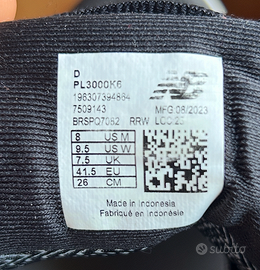 D
PL3000K6
196307394864
7509143
MFG 08/2023
BRSPQ7082 RRW LCC 23
8 US M
9.5 US W
7.5 UK
41.5 EU
26 CM
Made in Indonesia
Fabriqué en Indonésie
subito